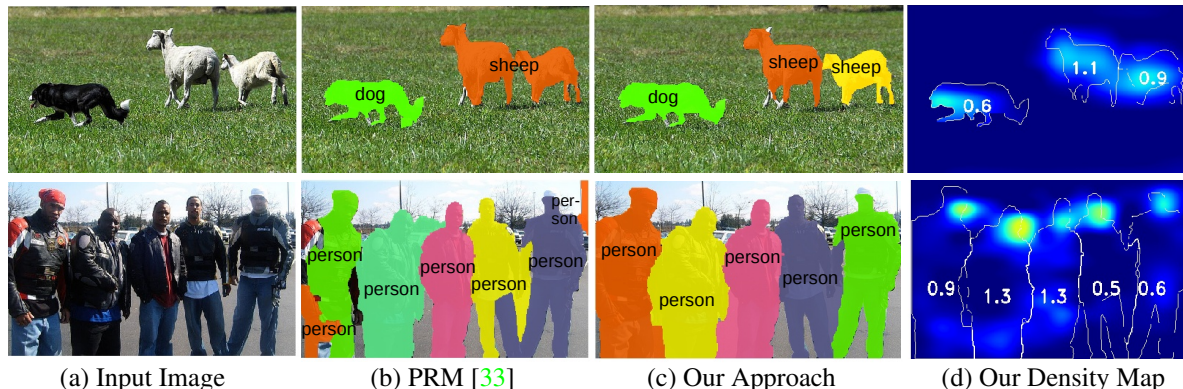 dog
sheep
dog
sheep
sheep
0.6
1.1
0.9
person
person
person
person
person
person
per-
son
person
person
person
person
person
0.9
1.3
1.3
0.5
0.6
(a) Input Image
(b) PRM [33]
(c) Our Approach
(d) Our Density Map